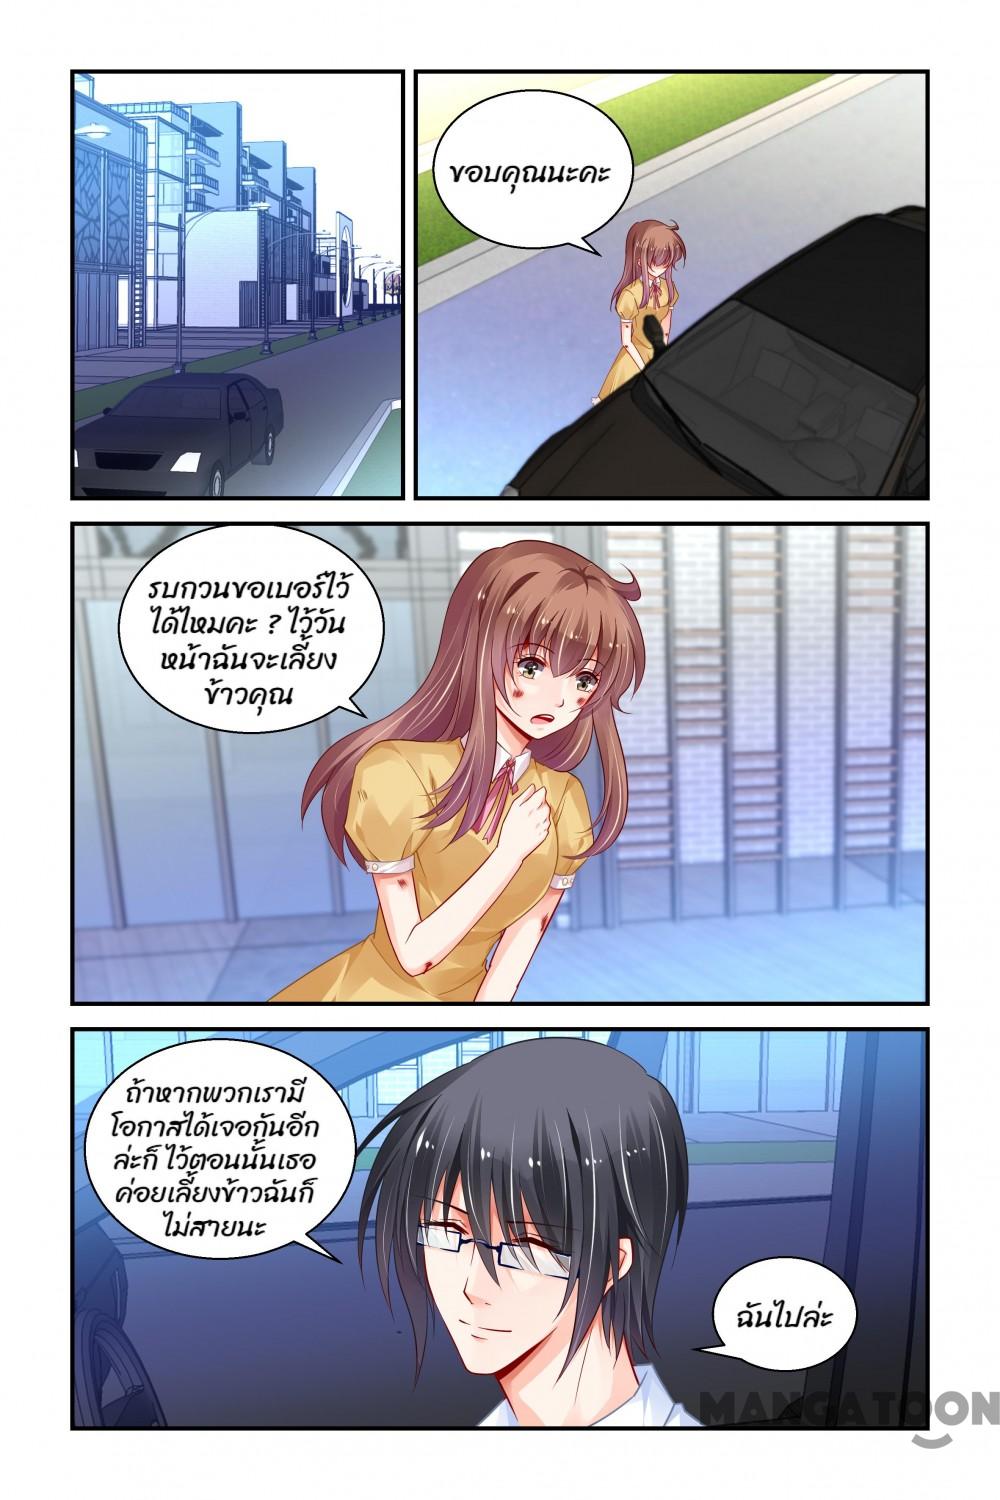 ขอบคุณนะคะ
รบกวนขอเบอร์ไว้
ได้ไหมคะ ? ไว้วัน
หน้าฉันจะเลี้ยง
ข้าวคุณ
ถ้าหากพวกเรามี
โอกาสได้เจอกันอีก
ล่ะก็ ไว้ตอนนั้นเธอ
ค่อยเลี้ยงข้าวฉันก็
ไม่สายนะ
ฉันไปล่ะ
MANGATOON